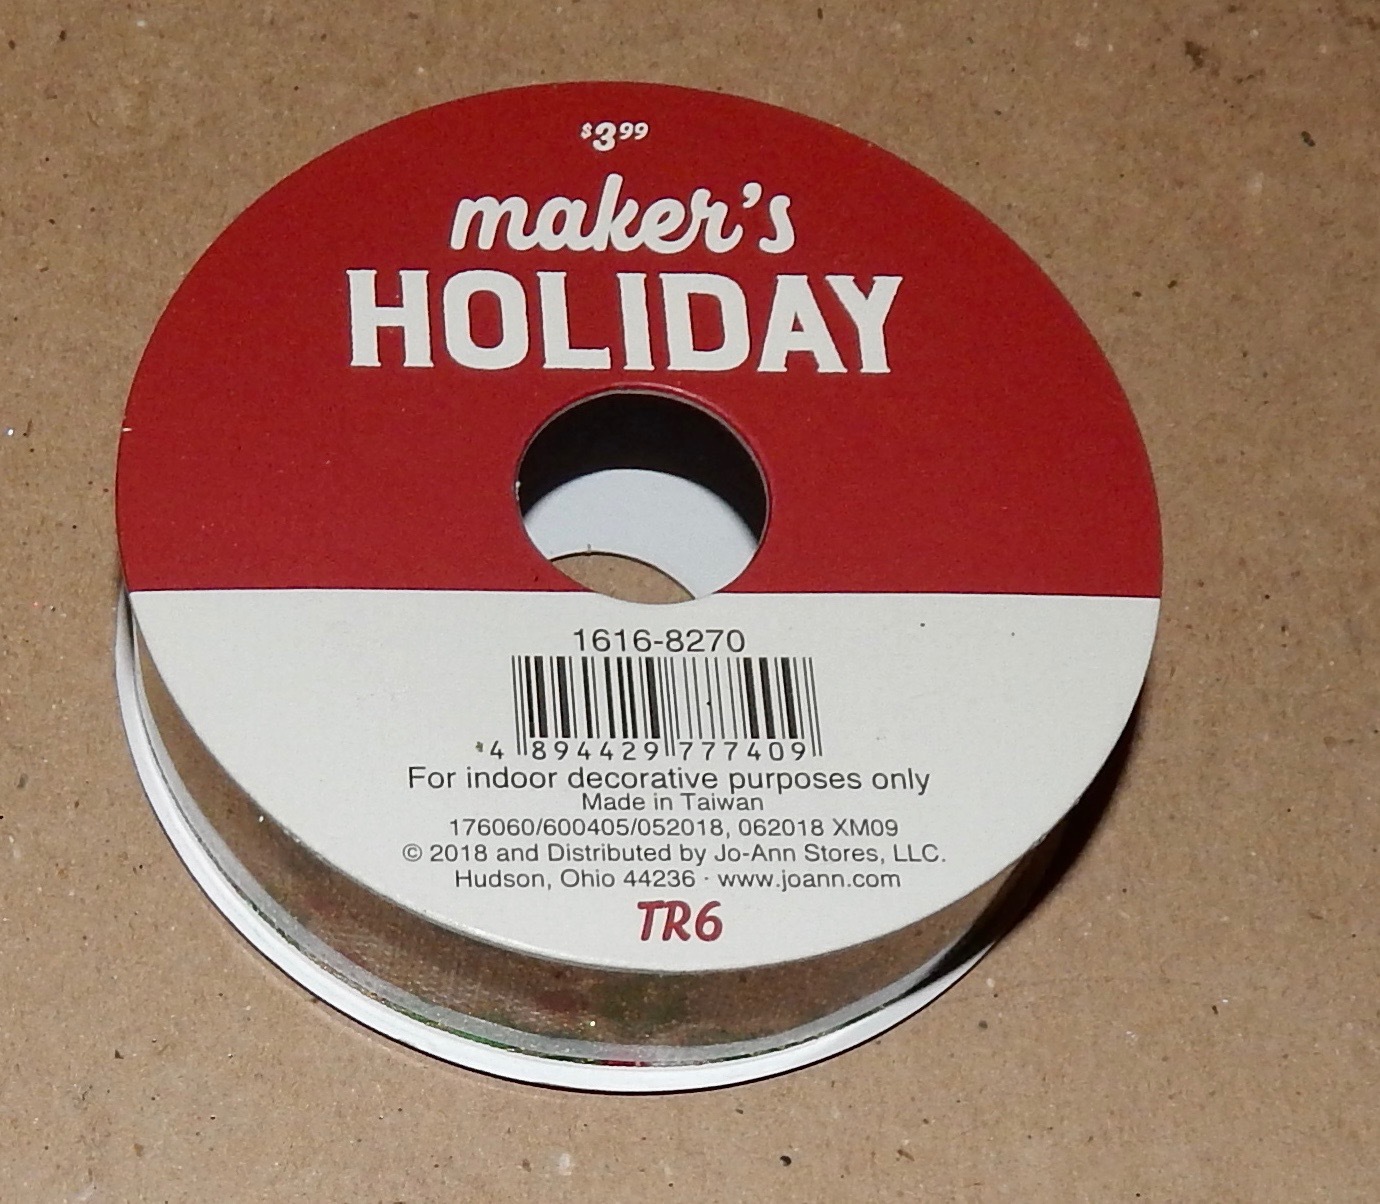 $3.99
maker's
HOLIDAY
1616-8270
4 894429 777409
For indoor decorative purposes only
Made in Taiwan
176060/600405/052018, 062018 XM09
© 2018 and Distributed by Jo-Ann Stores, LLC.
Hudson, Ohio 44236 · www.joann.com
TR6